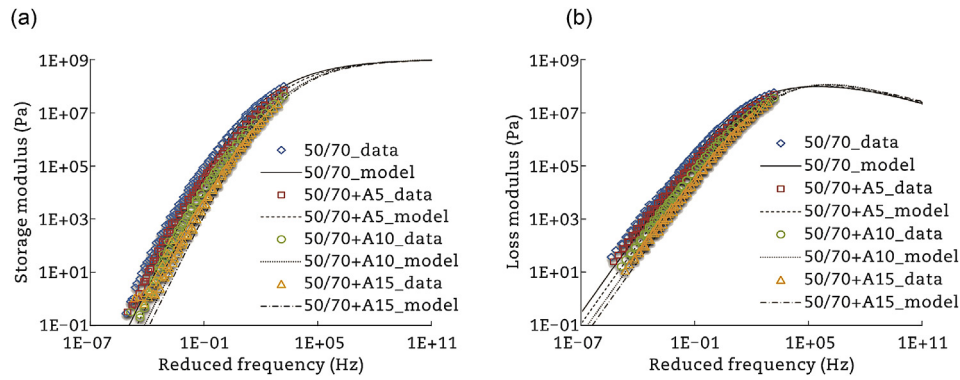 (a)
Storage modulus (Pa)
1E+09
1E+07
1E+05
1E+03
1E+01
1E−01
1E−07
1E−01
1E+05
1E+11
Reduced frequency (Hz)
50/70_data
50/70_model
50/70+A5_data
50/70+A5_model
50/70+A10_data
50/70+A10_model
50/70+A15_data
50/70+A15_model
(b)
Loss modulus (Pa)
1E+09
1E+07
1E+05
1E+03
1E+01
1E−01
1E−07
1E−01
1E+05
1E+11
Reduced frequency (Hz)
50/70_data
50/70_model
50/70+A5_data
50/70+A5_model
50/70+A10_data
50/70+A10_model
50/70+A15_data
50/70+A15_model